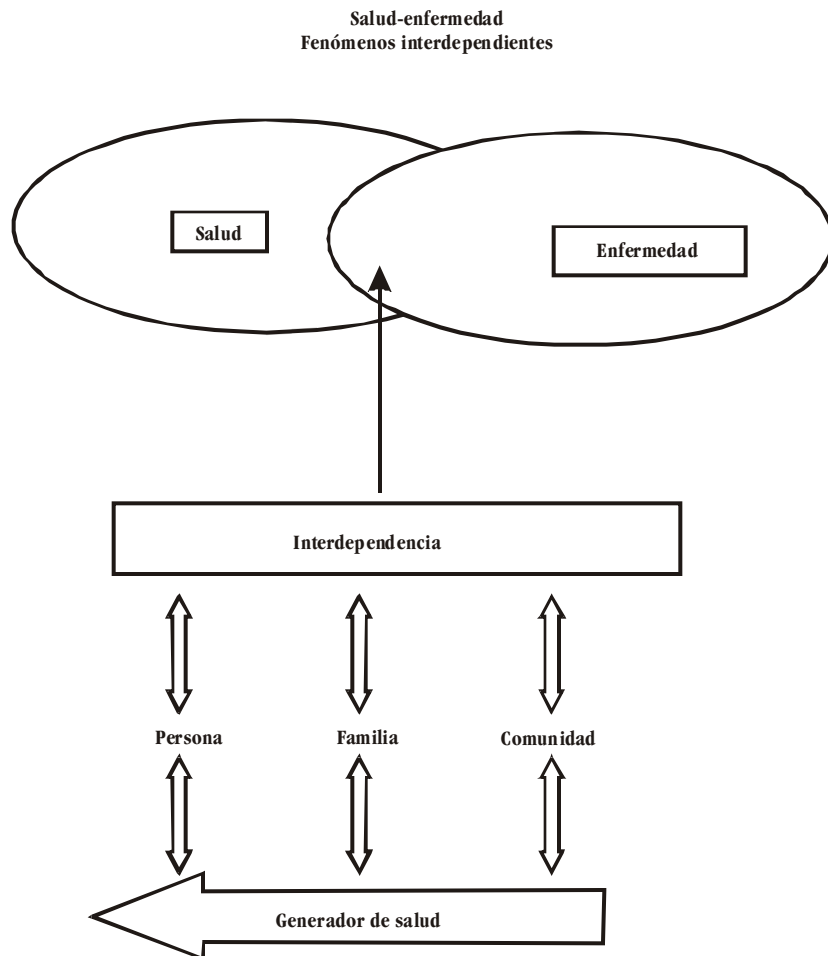 Salud-enfermedad
Fenómenos interdependientes
Salud
Enfermedad
Interdependencia
Persona
Familia
Comunidad
Generador de salud